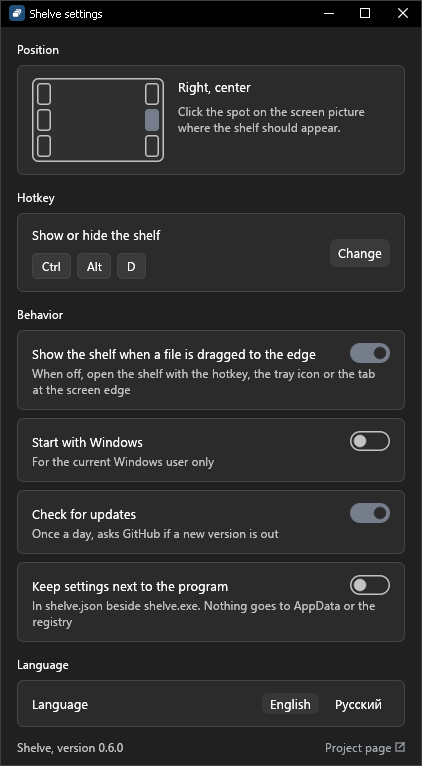 Shelve settings
Position
Right, center
Click the spot on the screen picture
where the shelf should appear.
Hotkey
Show or hide the shelf
Ctrl Alt D
Change
Behavior
Show the shelf when a file is dragged to the edge
When off, open the shelf with the hotkey, the tray icon or the tab
at the screen edge
Start with Windows
For the current Windows user only
Check for updates
Once a day, asks GitHub if a new version is out
Keep settings next to the program
In shelve.json beside shelve.exe. Nothing goes to AppData or the
registry
Language
Language English Русский
Shelve, version 0.6.0 Project page